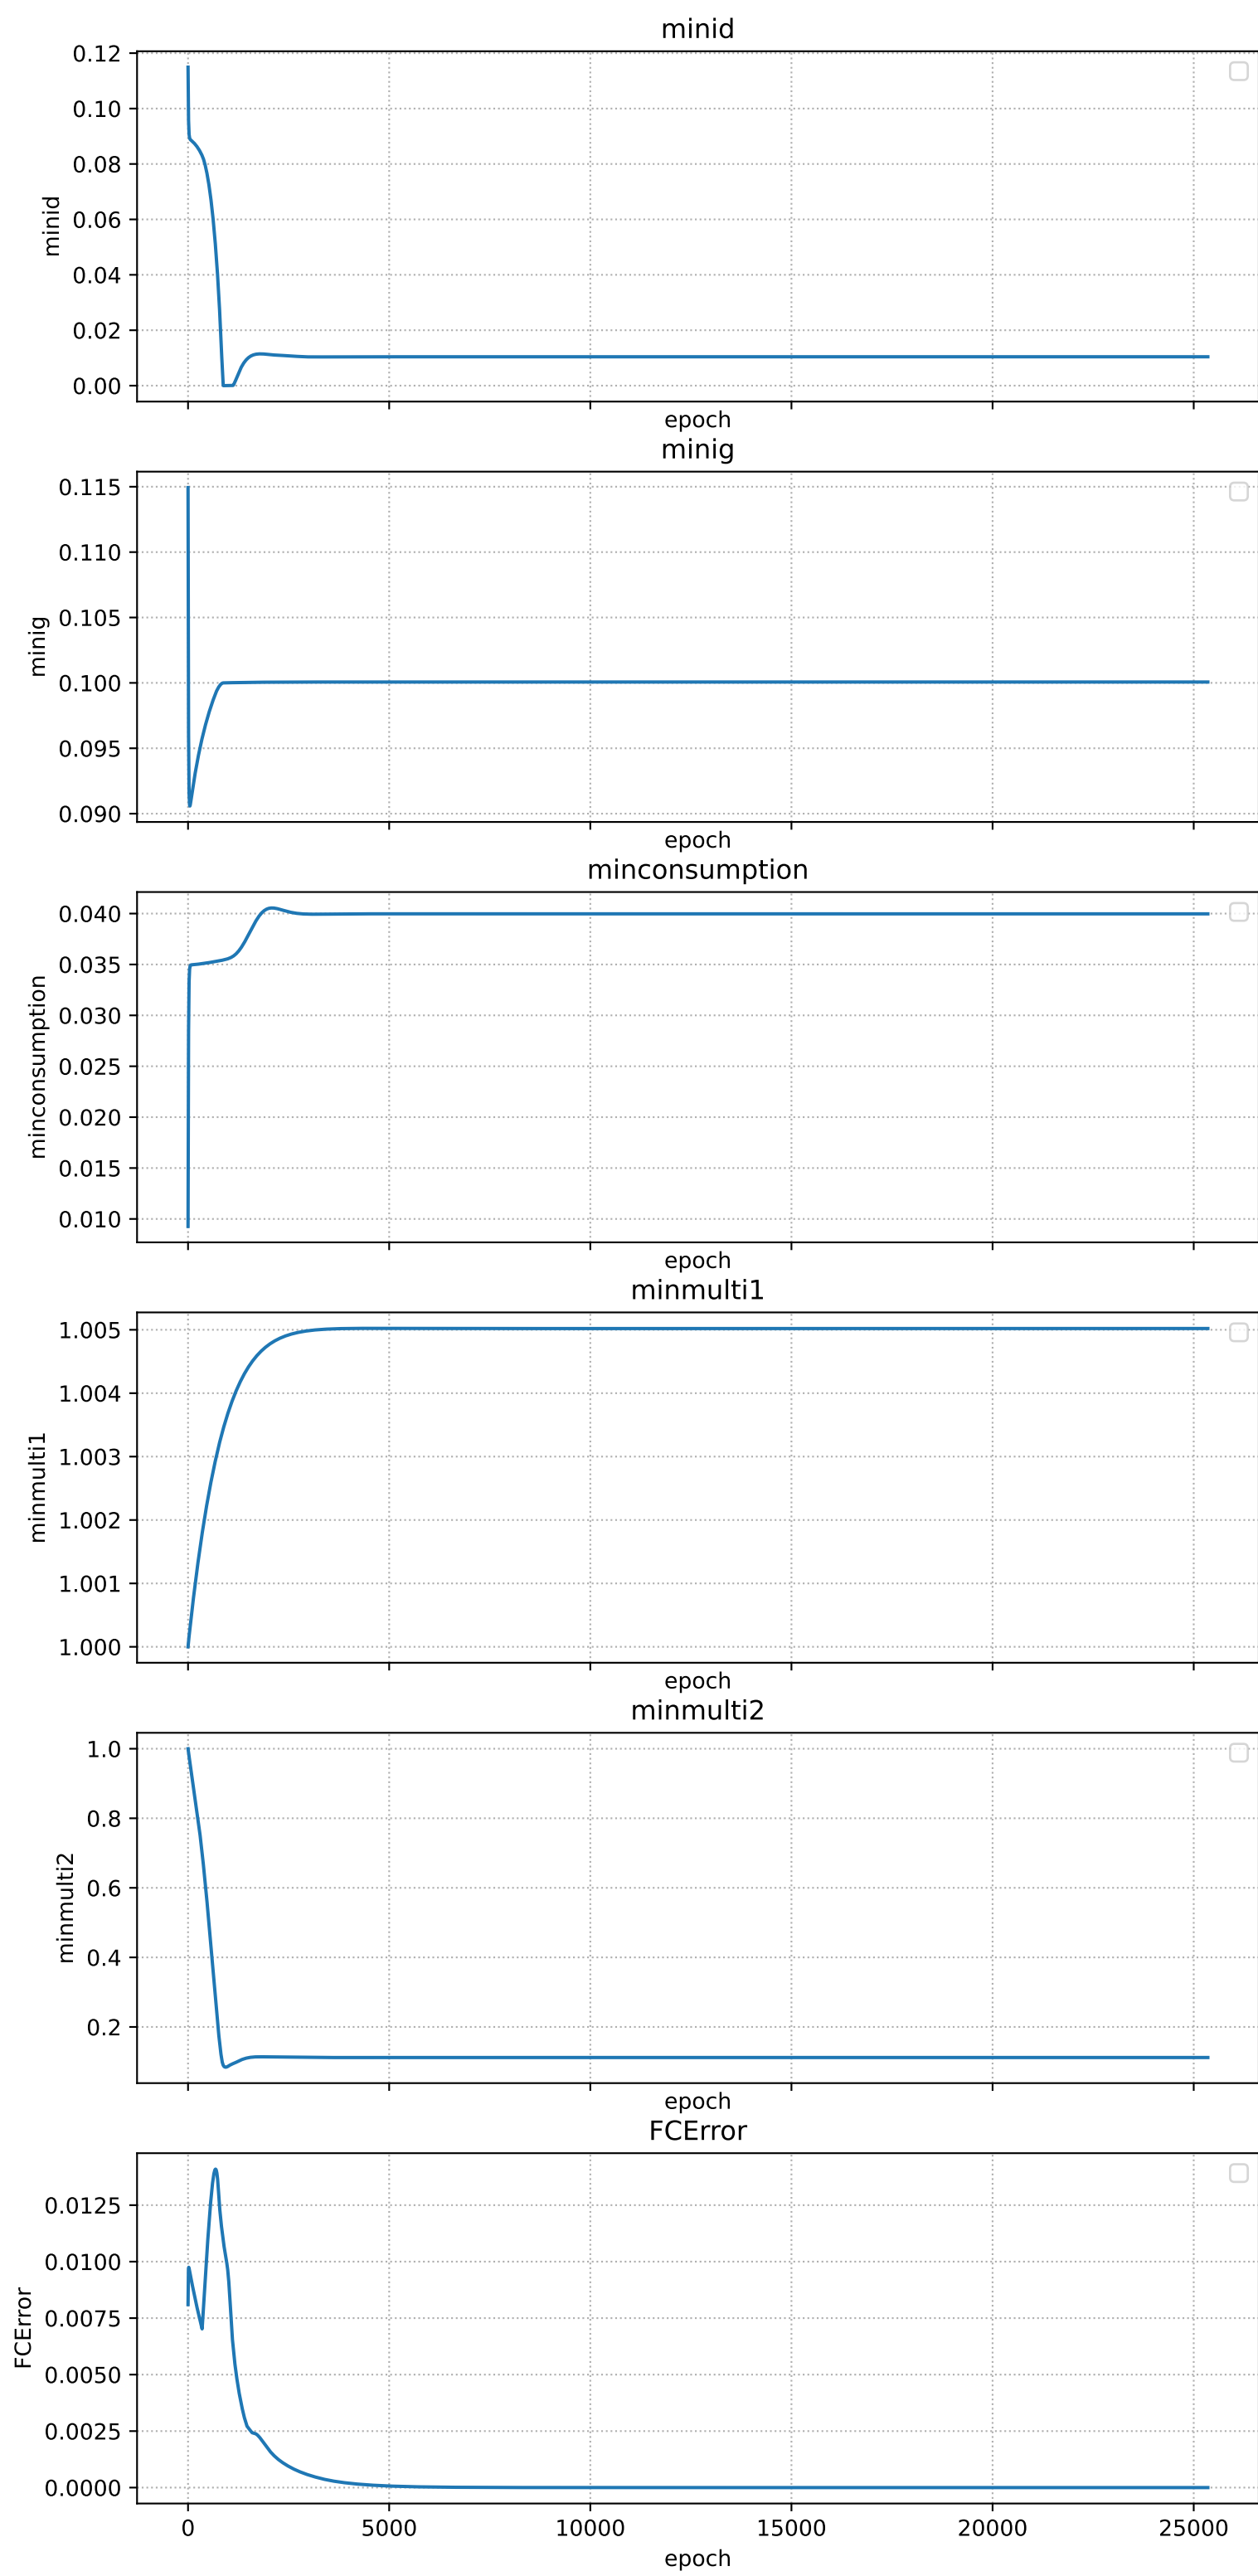 minid
0.12
0.10
0.08
0.06
0.04
0.02
0.00
minid
epoch
minig
0.115
0.110
0.105
0.100
0.095
0.090
minig
epoch
minconsumption
0.040
0.035
0.030
0.025
0.020
0.015
0.010
minconsumption
epoch
minmulti1
1.005
1.004
1.003
1.002
1.001
1.000
minmulti1
epoch
minmulti2
1.0
0.8
0.6
0.4
0.2
minmulti2
epoch
FCError
0.0125
0.0100
0.0075
0.0050
0.0025
0.0000
FCError
0 5000 10000 15000 20000 25000
epoch